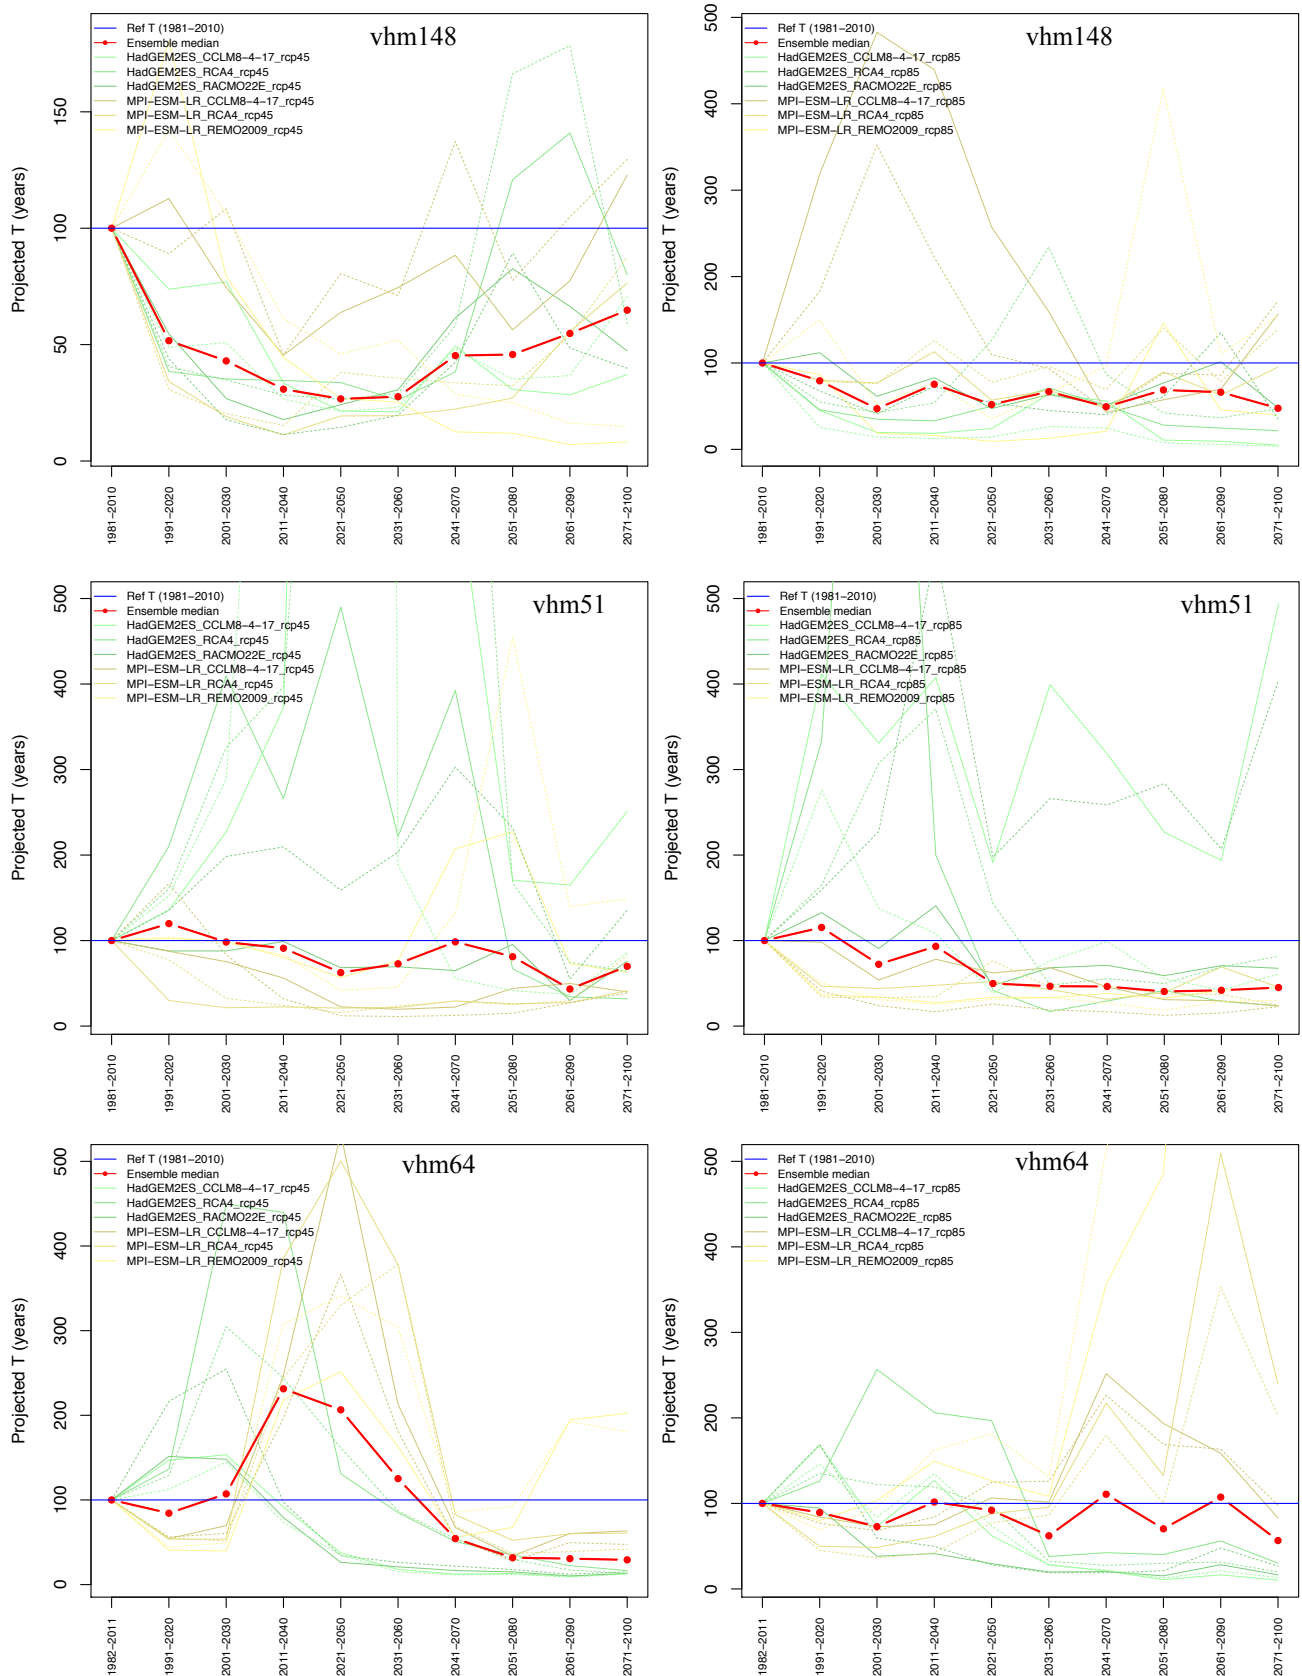 vhm148
Ref T (1981−2010)
Ensemble median
HadGEM2ES_CCLM8−4−17_rcp45
HadGEM2ES_RCA4_rcp45
HadGEM2ES_RACMO22E_rcp45
MPI−ESM−LR_CCLM8−4−17_rcp45
MPI−ESM−LR_RCA4_rcp45
MPI−ESM−LR_REMO2009_rcp45
Projected T (years)
150
100
50
0
1981−2010
1991−2020
2001−2030
2011−2040
2021−2050
2031−2060
2041−2070
2051−2080
2061−2090
2071−2100
vhm148
Ref T (1981−2010)
Ensemble median
HadGEM2ES_CCLM8−4−17_rcp85
HadGEM2ES_RCA4_rcp85
HadGEM2ES_RACMO22E_rcp85
MPI−ESM−LR_CCLM8−4−17_rcp85
MPI−ESM−LR_RCA4_rcp85
MPI−ESM−LR_REMO2009_rcp85
Projected T (years)
500
400
300
200
100
0
1981−2010
1991−2020
2001−2030
2011−2040
2021−2050
2031−2060
2041−2070
2051−2080
2061−2090
2071−2100
vhm51
Ref T (1981−2010)
Ensemble median
HadGEM2ES_CCLM8−4−17_rcp45
HadGEM2ES_RCA4_rcp45
HadGEM2ES_RACMO22E_rcp45
MPI−ESM−LR_CCLM8−4−17_rcp45
MPI−ESM−LR_RCA4_rcp45
MPI−ESM−LR_REMO2009_rcp45
Projected T (years)
500
400
300
200
100
0
1981−2010
1991−2020
2001−2030
2011−2040
2021−2050
2031−2060
2041−2070
2051−2080
2061−2090
2071−2100
vhm51
Ref T (1981−2010)
Ensemble median
HadGEM2ES_CCLM8−4−17_rcp85
HadGEM2ES_RCA4_rcp85
HadGEM2ES_RACMO22E_rcp85
MPI−ESM−LR_CCLM8−4−17_rcp85
MPI−ESM−LR_RCA4_rcp85
MPI−ESM−LR_REMO2009_rcp85
Projected T (years)
500
400
300
200
100
0
1981−2010
1991−2020
2001−2030
2011−2040
2021−2050
2031−2060
2041−2070
2051−2080
2061−2090
2071−2100
vhm64
Ref T (1981−2010)
Ensemble median
HadGEM2ES_CCLM8−4−17_rcp45
HadGEM2ES_RCA4_rcp45
HadGEM2ES_RACMO22E_rcp45
MPI−ESM−LR_CCLM8−4−17_rcp45
MPI−ESM−LR_RCA4_rcp45
MPI−ESM−LR_REMO2009_rcp45
Projected T (years)
500
400
300
200
100
0
1982−2011
1991−2020
2001−2030
2011−2040
2021−2050
2031−2060
2041−2070
2051−2080
2061−2090
2071−2100
vhm64
Ref T (1981−2010)
Ensemble median
HadGEM2ES_CCLM8−4−17_rcp85
HadGEM2ES_RCA4_rcp85
HadGEM2ES_RACMO22E_rcp85
MPI−ESM−LR_CCLM8−4−17_rcp85
MPI−ESM−LR_RCA4_rcp85
MPI−ESM−LR_REMO2009_rcp85
Projected T (years)
500
400
300
200
100
0
1982−2011
1991−2020
2001−2030
2011−2040
2021−2050
2031−2060
2041−2070
2051−2080
2061−2090
2071−2100